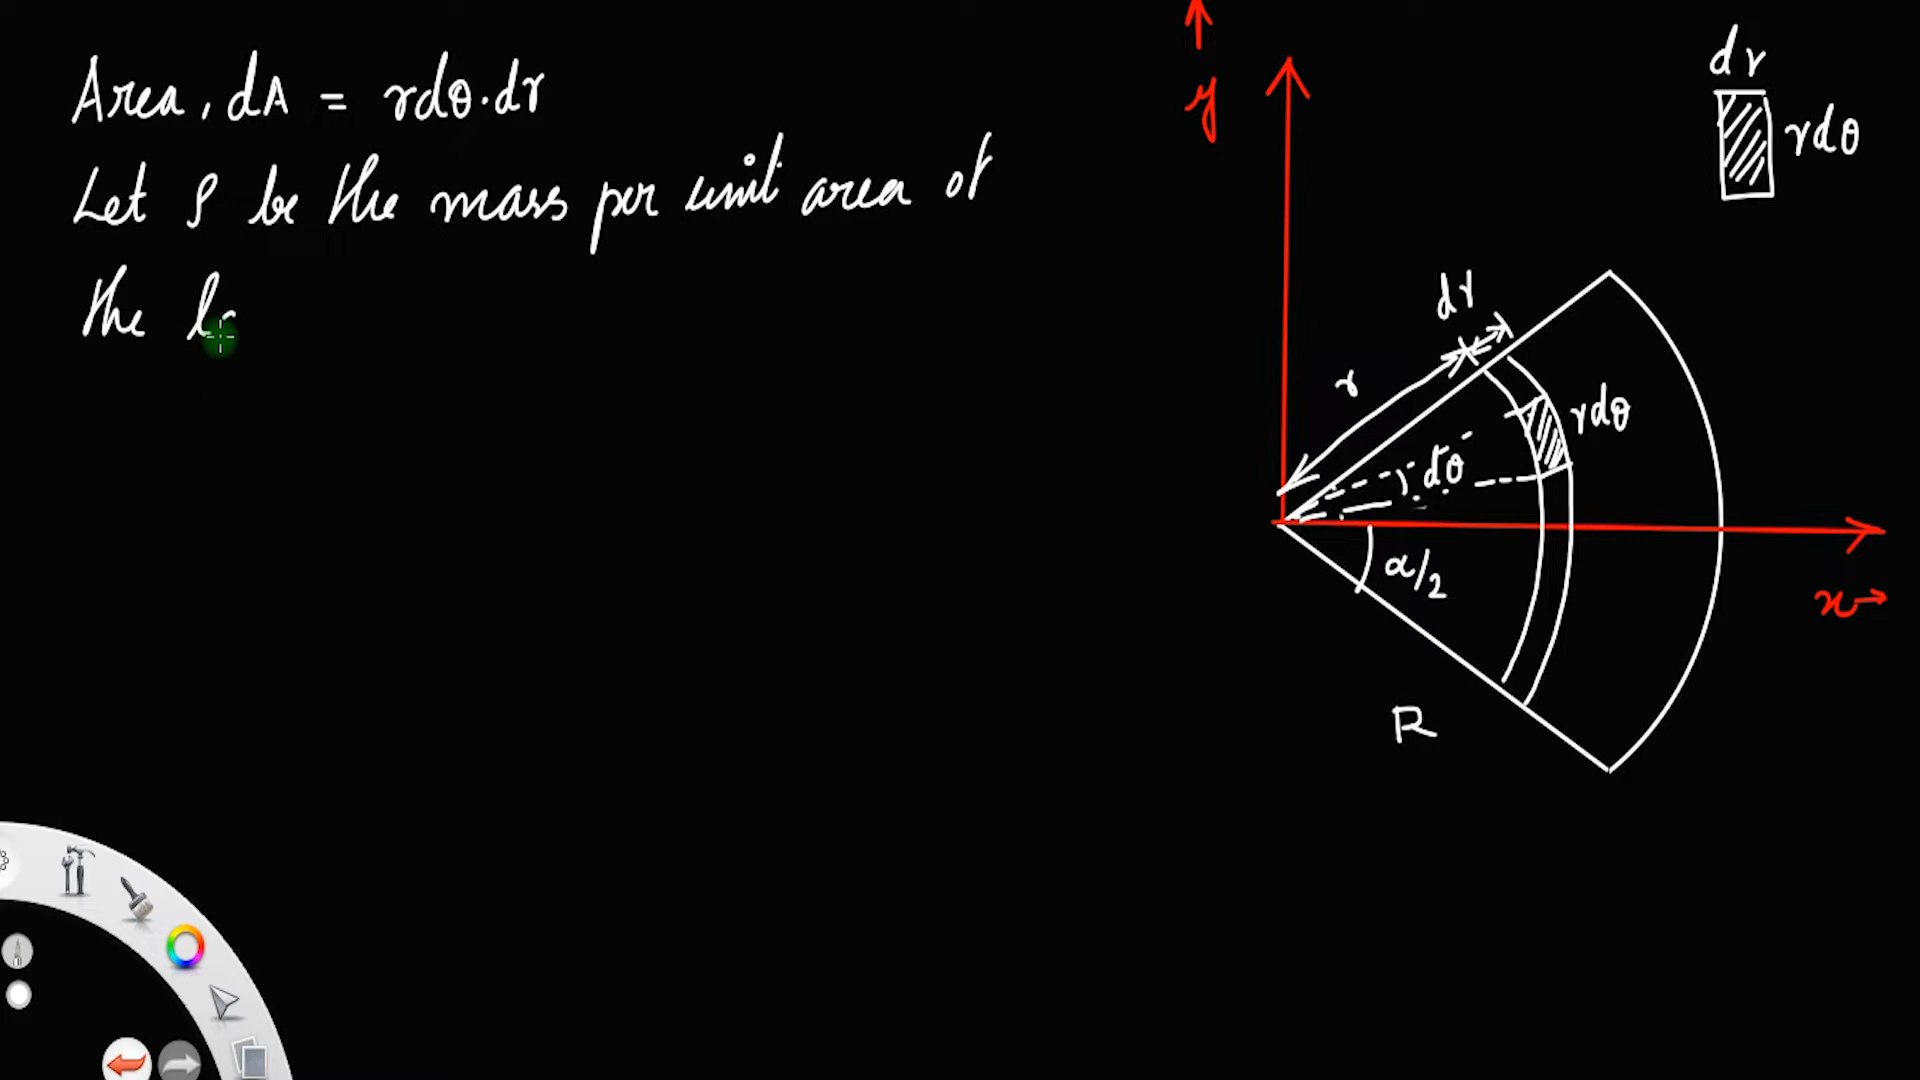 Area, dA = rdθ·dr
Let ρ be the mass per unit area of
the
y
dr
rdθ
dr
r
rdθ
dθ
α/2
x
R